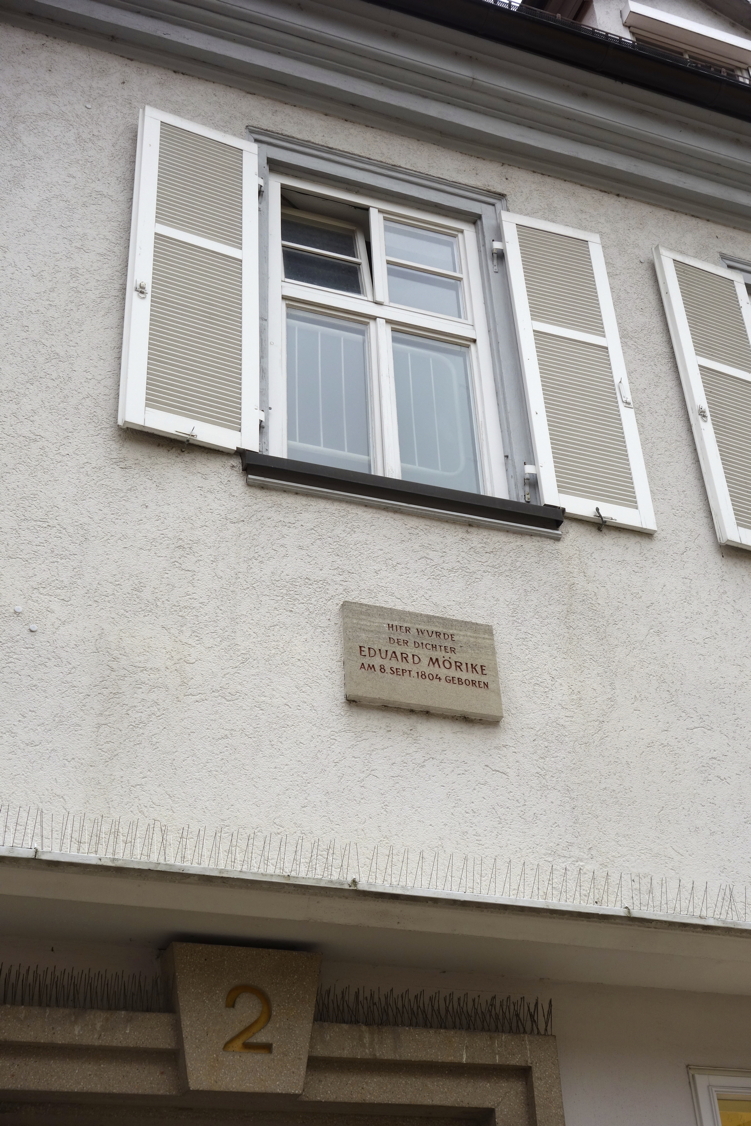 HIER WURDE
DER DICHTER
EDUARD MÖRIKE
AM 8. SEPT. 1804 GEBOREN
2